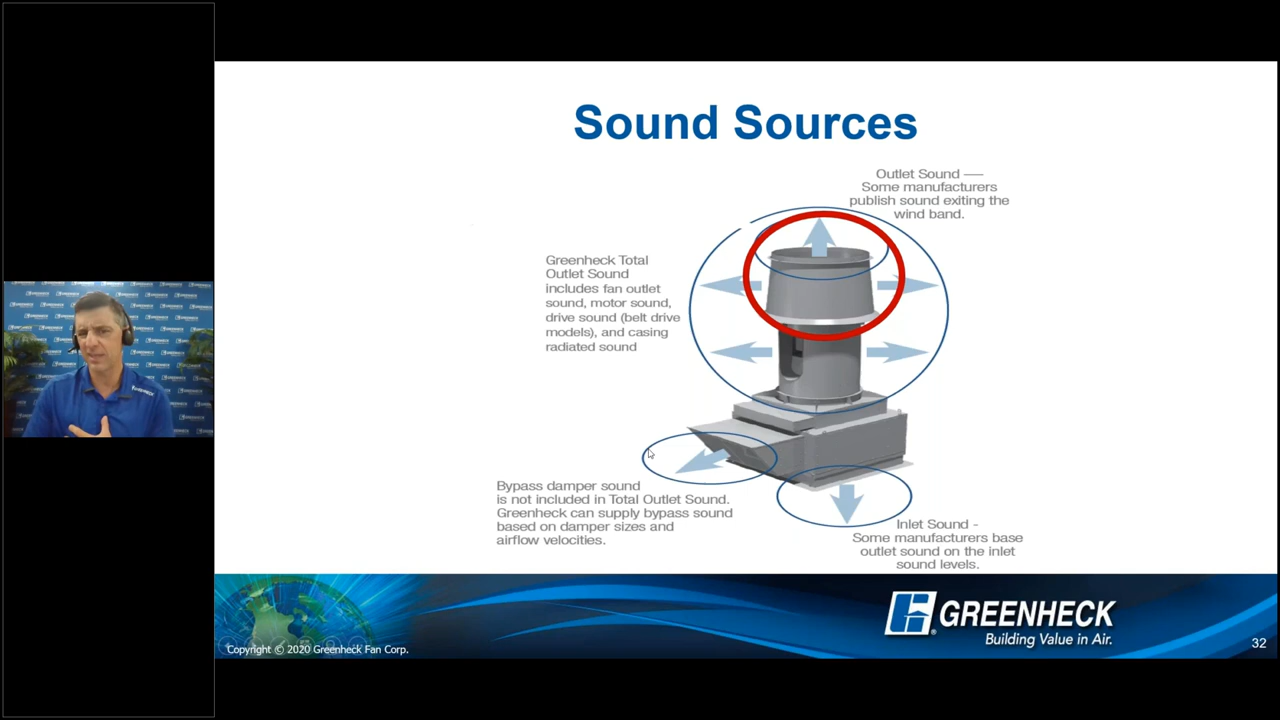 Sound Sources
Outlet Sound —
Some manufacturers
publish sound exiting the
wind band.
Greenheck Total
Outlet Sound
includes fan outlet
sound, motor sound,
drive sound (belt drive
models), and casing
radiated sound
Bypass damper sound
is not included in Total Outlet Sound.
Greenheck can supply bypass sound
based on damper sizes and
airflow velocities.
Inlet Sound -
Some manufacturers base
outlet sound on the inlet
sound levels.
GREENHECK
Building Value in Air.
Copyright © 2020 Greenheck Fan Corp.
32